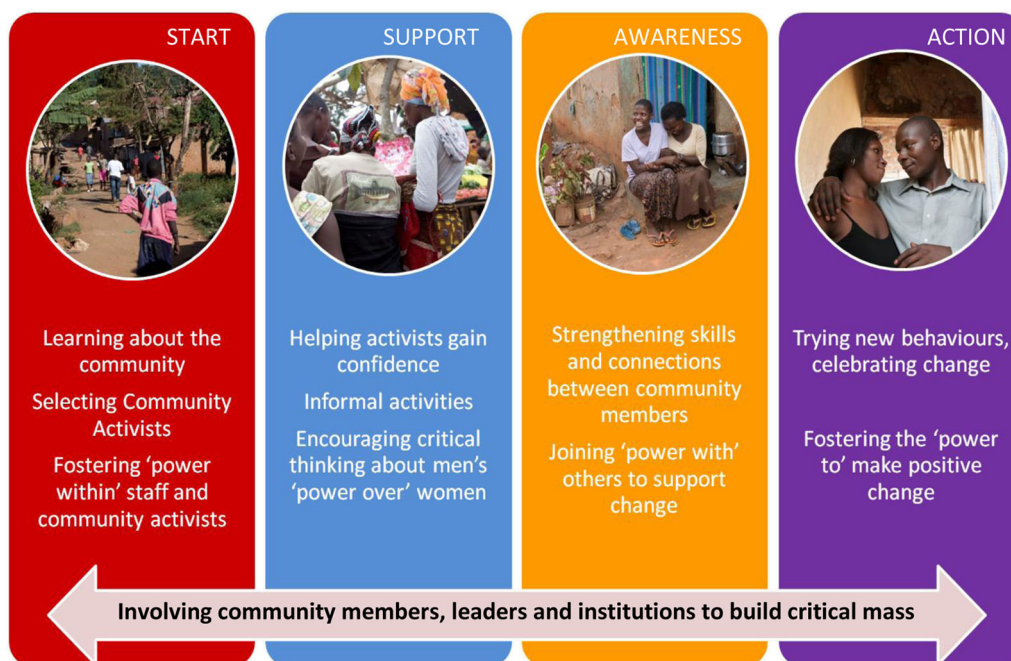 START
Learning about the
community
Selecting Community
Activists
Fostering ‘power
within’ staff and
community activists
SUPPORT
Helping activists gain
confidence
Informal activities
Encouraging critical
thinking about men’s
‘power over’ women
AWARENESS
Strengthening skills
and connections
between community
members
Joining ‘power with’
others to support
change
ACTION
Trying new behaviours,
celebrating change
Fostering the ‘power
to’ make positive
change
Involving community members, leaders and institutions to build critical mass